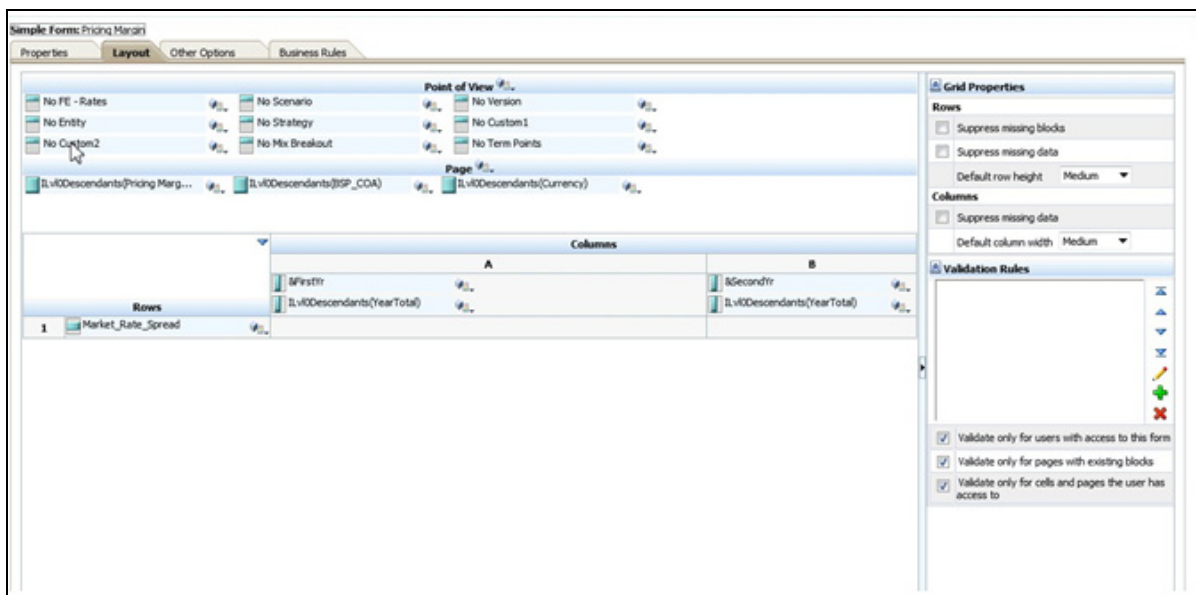 Simple Form: Pricing Margin
Properties Layout Other Options Business Rules
Point of View
No FE - Rates No Scenario No Version
No Entity No Strategy No Custom1
No Custom2 No Mix Breakout No Term Points
Page
ILvl0Descendants(Pricing Marg... ILvl0Descendants(BSP_COA) ILvl0Descendants(Currency)
Columns
A B
&FirstYr &SecondYr
ILvl0Descendants(YearTotal) ILvl0Descendants(YearTotal)
Rows
1 Market_Rate_Spread
Grid Properties
Rows
Suppress missing blocks
Suppress missing data
Default row height Medium
Columns
Suppress missing data
Default column width Medium
Validation Rules
Validate only for users with access to this form
Validate only for pages with existing blocks
Validate only for cells and pages the user has
access to